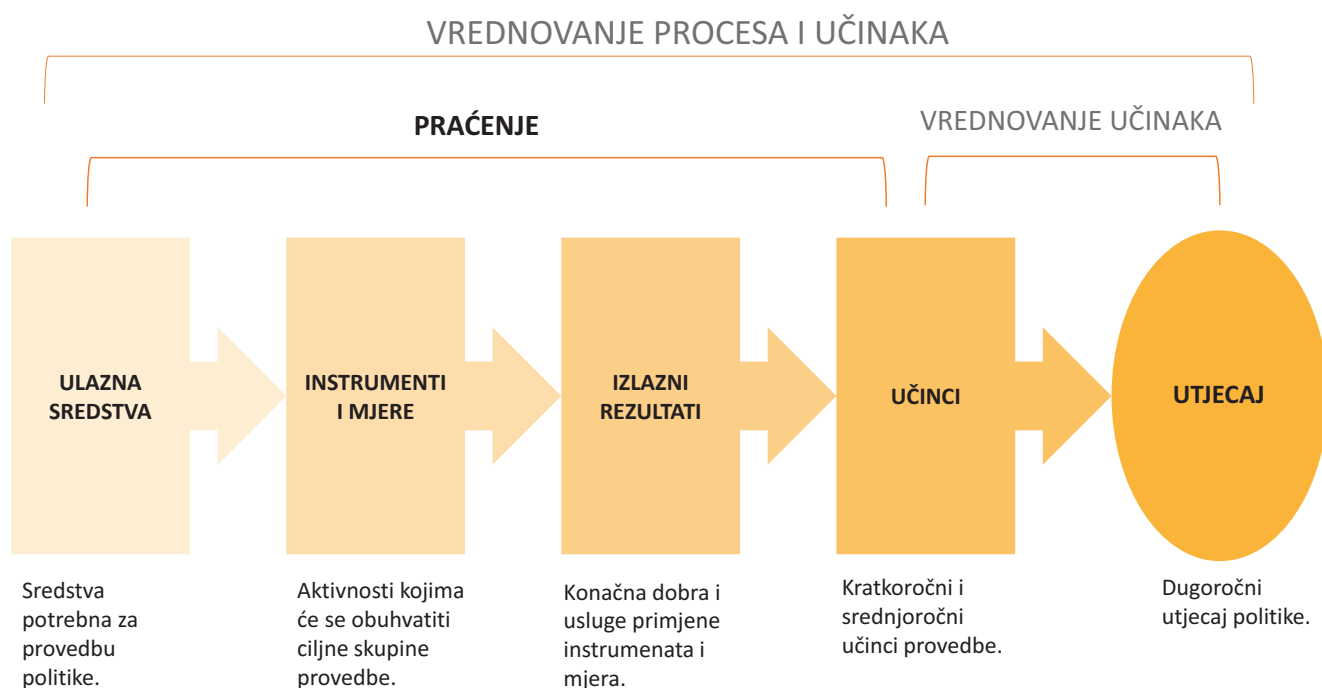 VREDNOVANJE PROCESA I UČINAKA
PRAĆENJE
VREDNOVANJE UČINAKA
ULAZNA
SREDSTVA
INSTRUMENTI
I MJERE
IZLAZNI
REZULTATI
UČINCI
UTJECAJ
Sredstva
potrebna za
provedbu
politike.
Aktivnosti kojima
će se obuhvatiti
ciljne skupine
provedbe.
Konačna dobra i
usluge primjene
instrumenata i
mjera.
Kratkoročni i
srednjoročni
učinci provedbe.
Dugoročni
utjecaj politike.